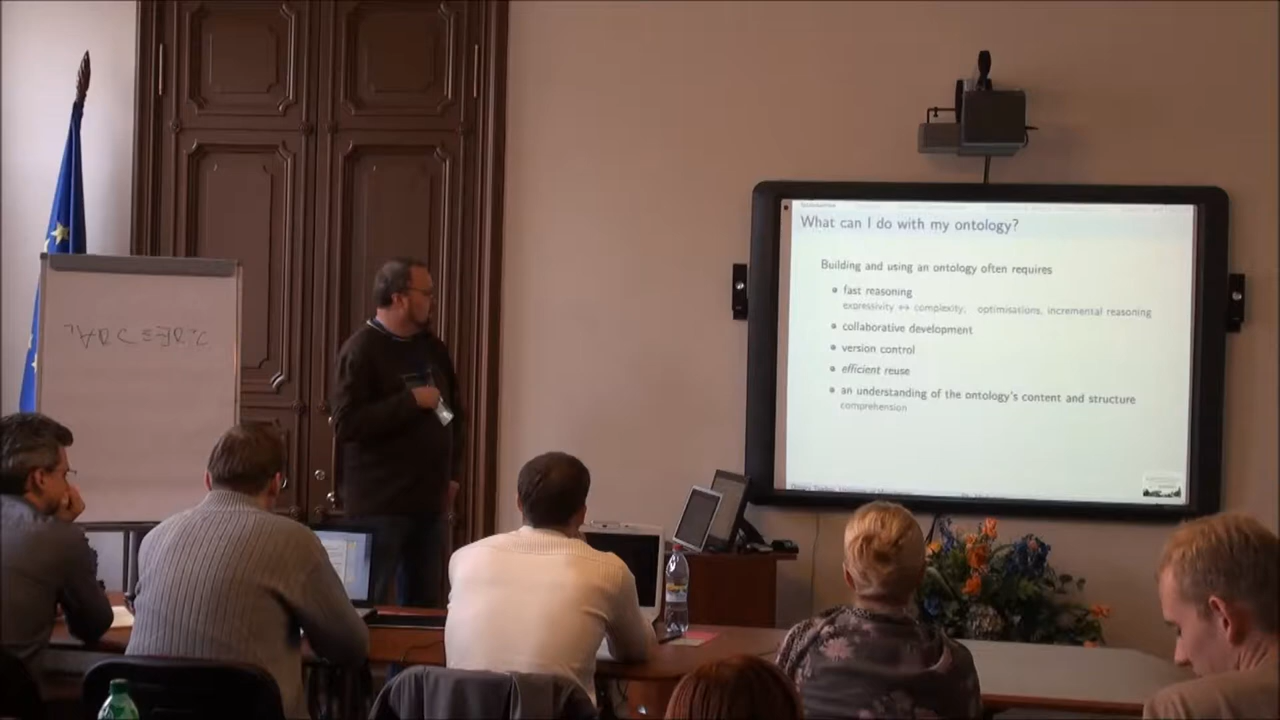 What can I do with my ontology?
Building and using an ontology often requires
fast reasoning
expressivity ↔ complexity, optimisations, incremental reasoning
collaborative development
version control
efficient reuse
an understanding of the ontology's content and structure
comprehension